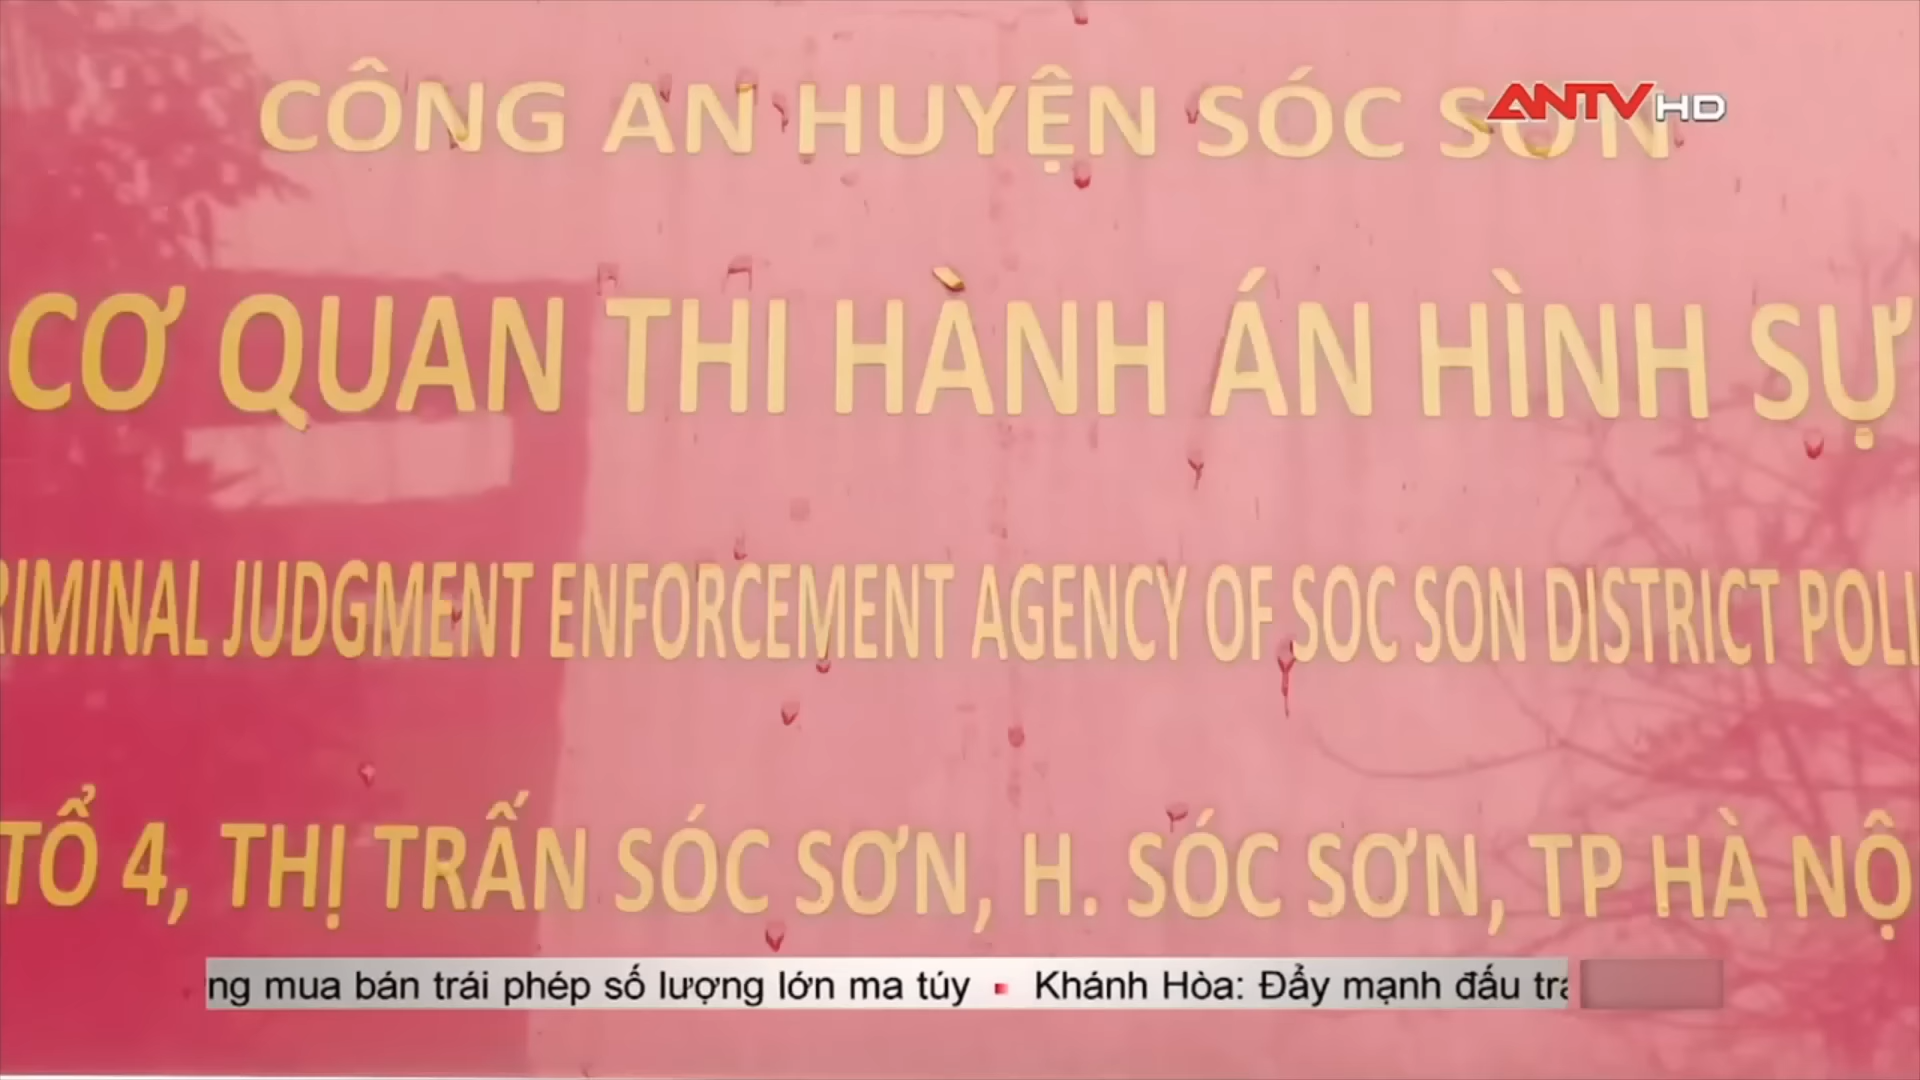 CÔNG AN HUYỆN SÓC SƠN
ANTV HD
CƠ QUAN THI HÀNH ÁN HÌNH SỰ
RIMINAL JUDGMENT ENFORCEMENT AGENCY OF SOC SON DISTRICT POLI
TỔ 4, THỊ TRẤN SÓC SƠN, H. SÓC SƠN, TP HÀ NỘ
ng mua bán trái phép số lượng lớn ma túy ▪ Khánh Hòa: Đẩy mạnh đấu tra